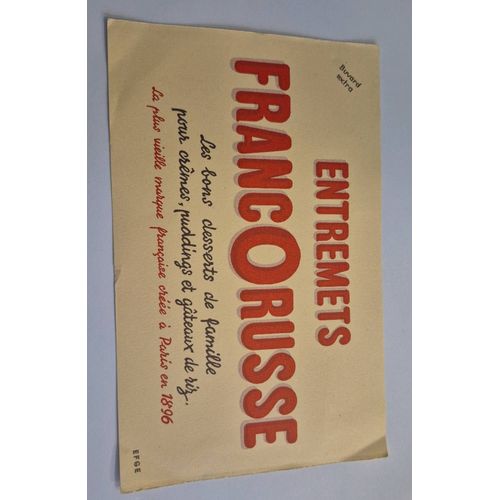 Buvard
extra
ENTREMETS
FRANCORUSSE
Les bons desserts de famille
pour crèmes, puddings et gâteaux de riz.
La plus vieille marque française créée à Paris en 1896
EFGE